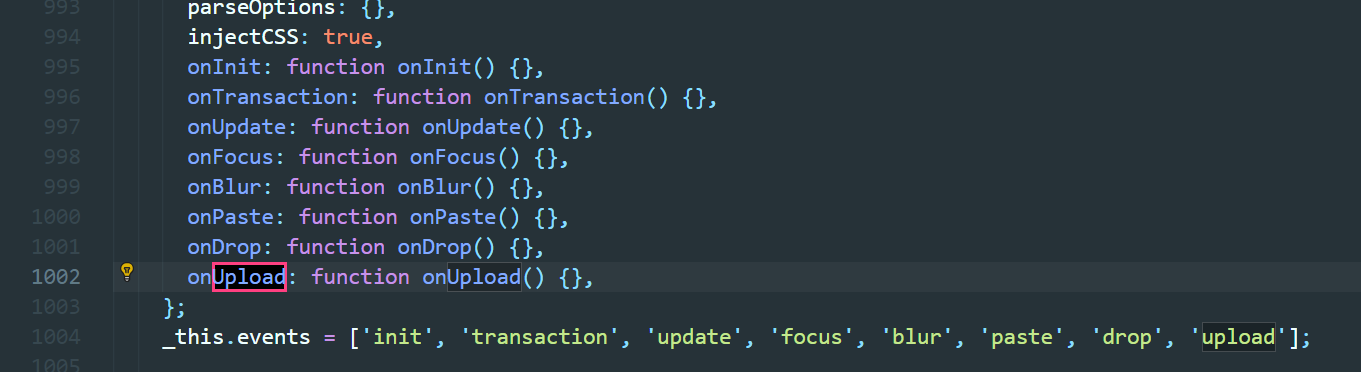 993 parseOptions: {},
994 injectCSS: true,
995 onInit: function onInit() {},
996 onTransaction: function onTransaction() {},
997 onUpdate: function onUpdate() {},
998 onFocus: function onFocus() {},
999 onBlur: function onBlur() {},
1000 onPaste: function onPaste() {},
1001 onDrop: function onDrop() {},
1002 onUpload: function onUpload() {},
1003 };
1004 _this.events = ['init', 'transaction', 'update', 'focus', 'blur', 'paste', 'drop', 'upload'];
1005